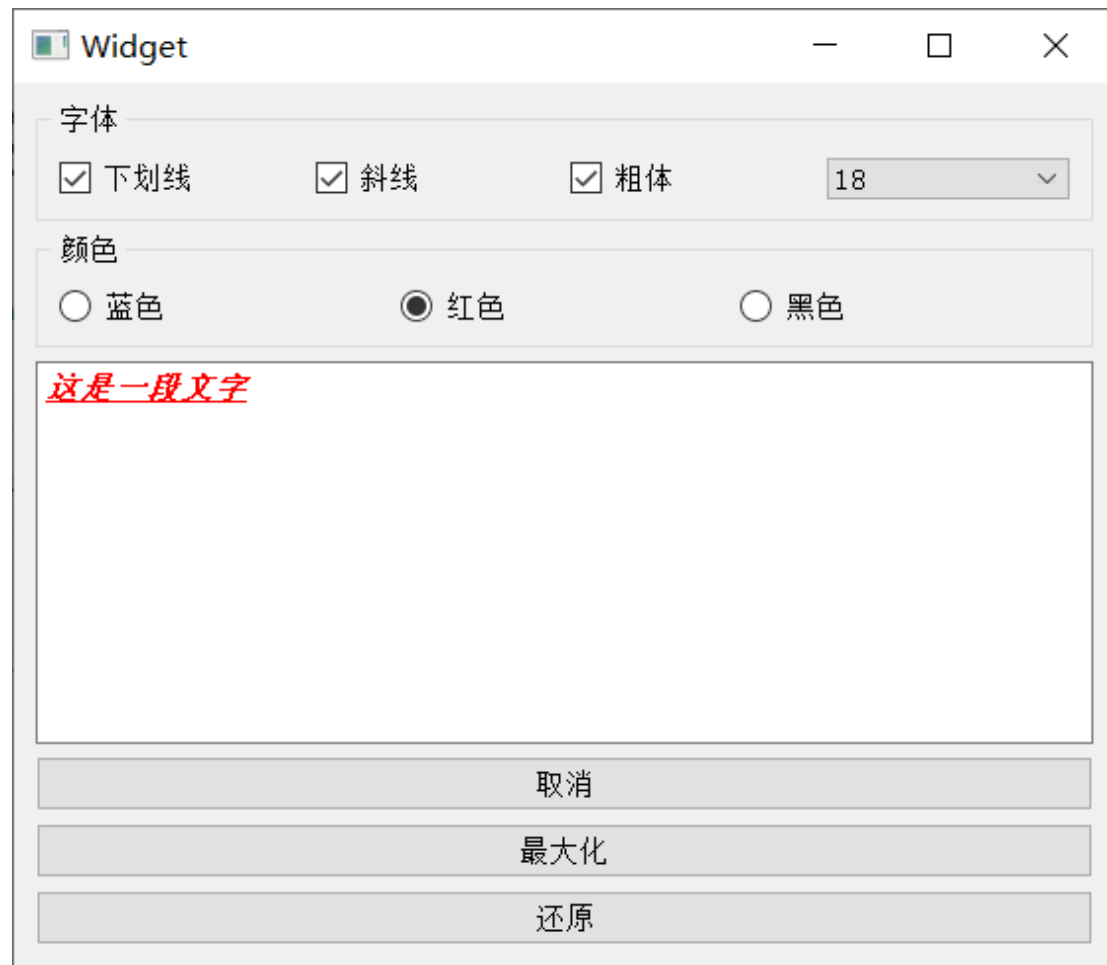 Widget
字体
下划线 斜线 粗体 18
颜色
蓝色 红色 黑色
这是一段文字
取消
最大化
还原